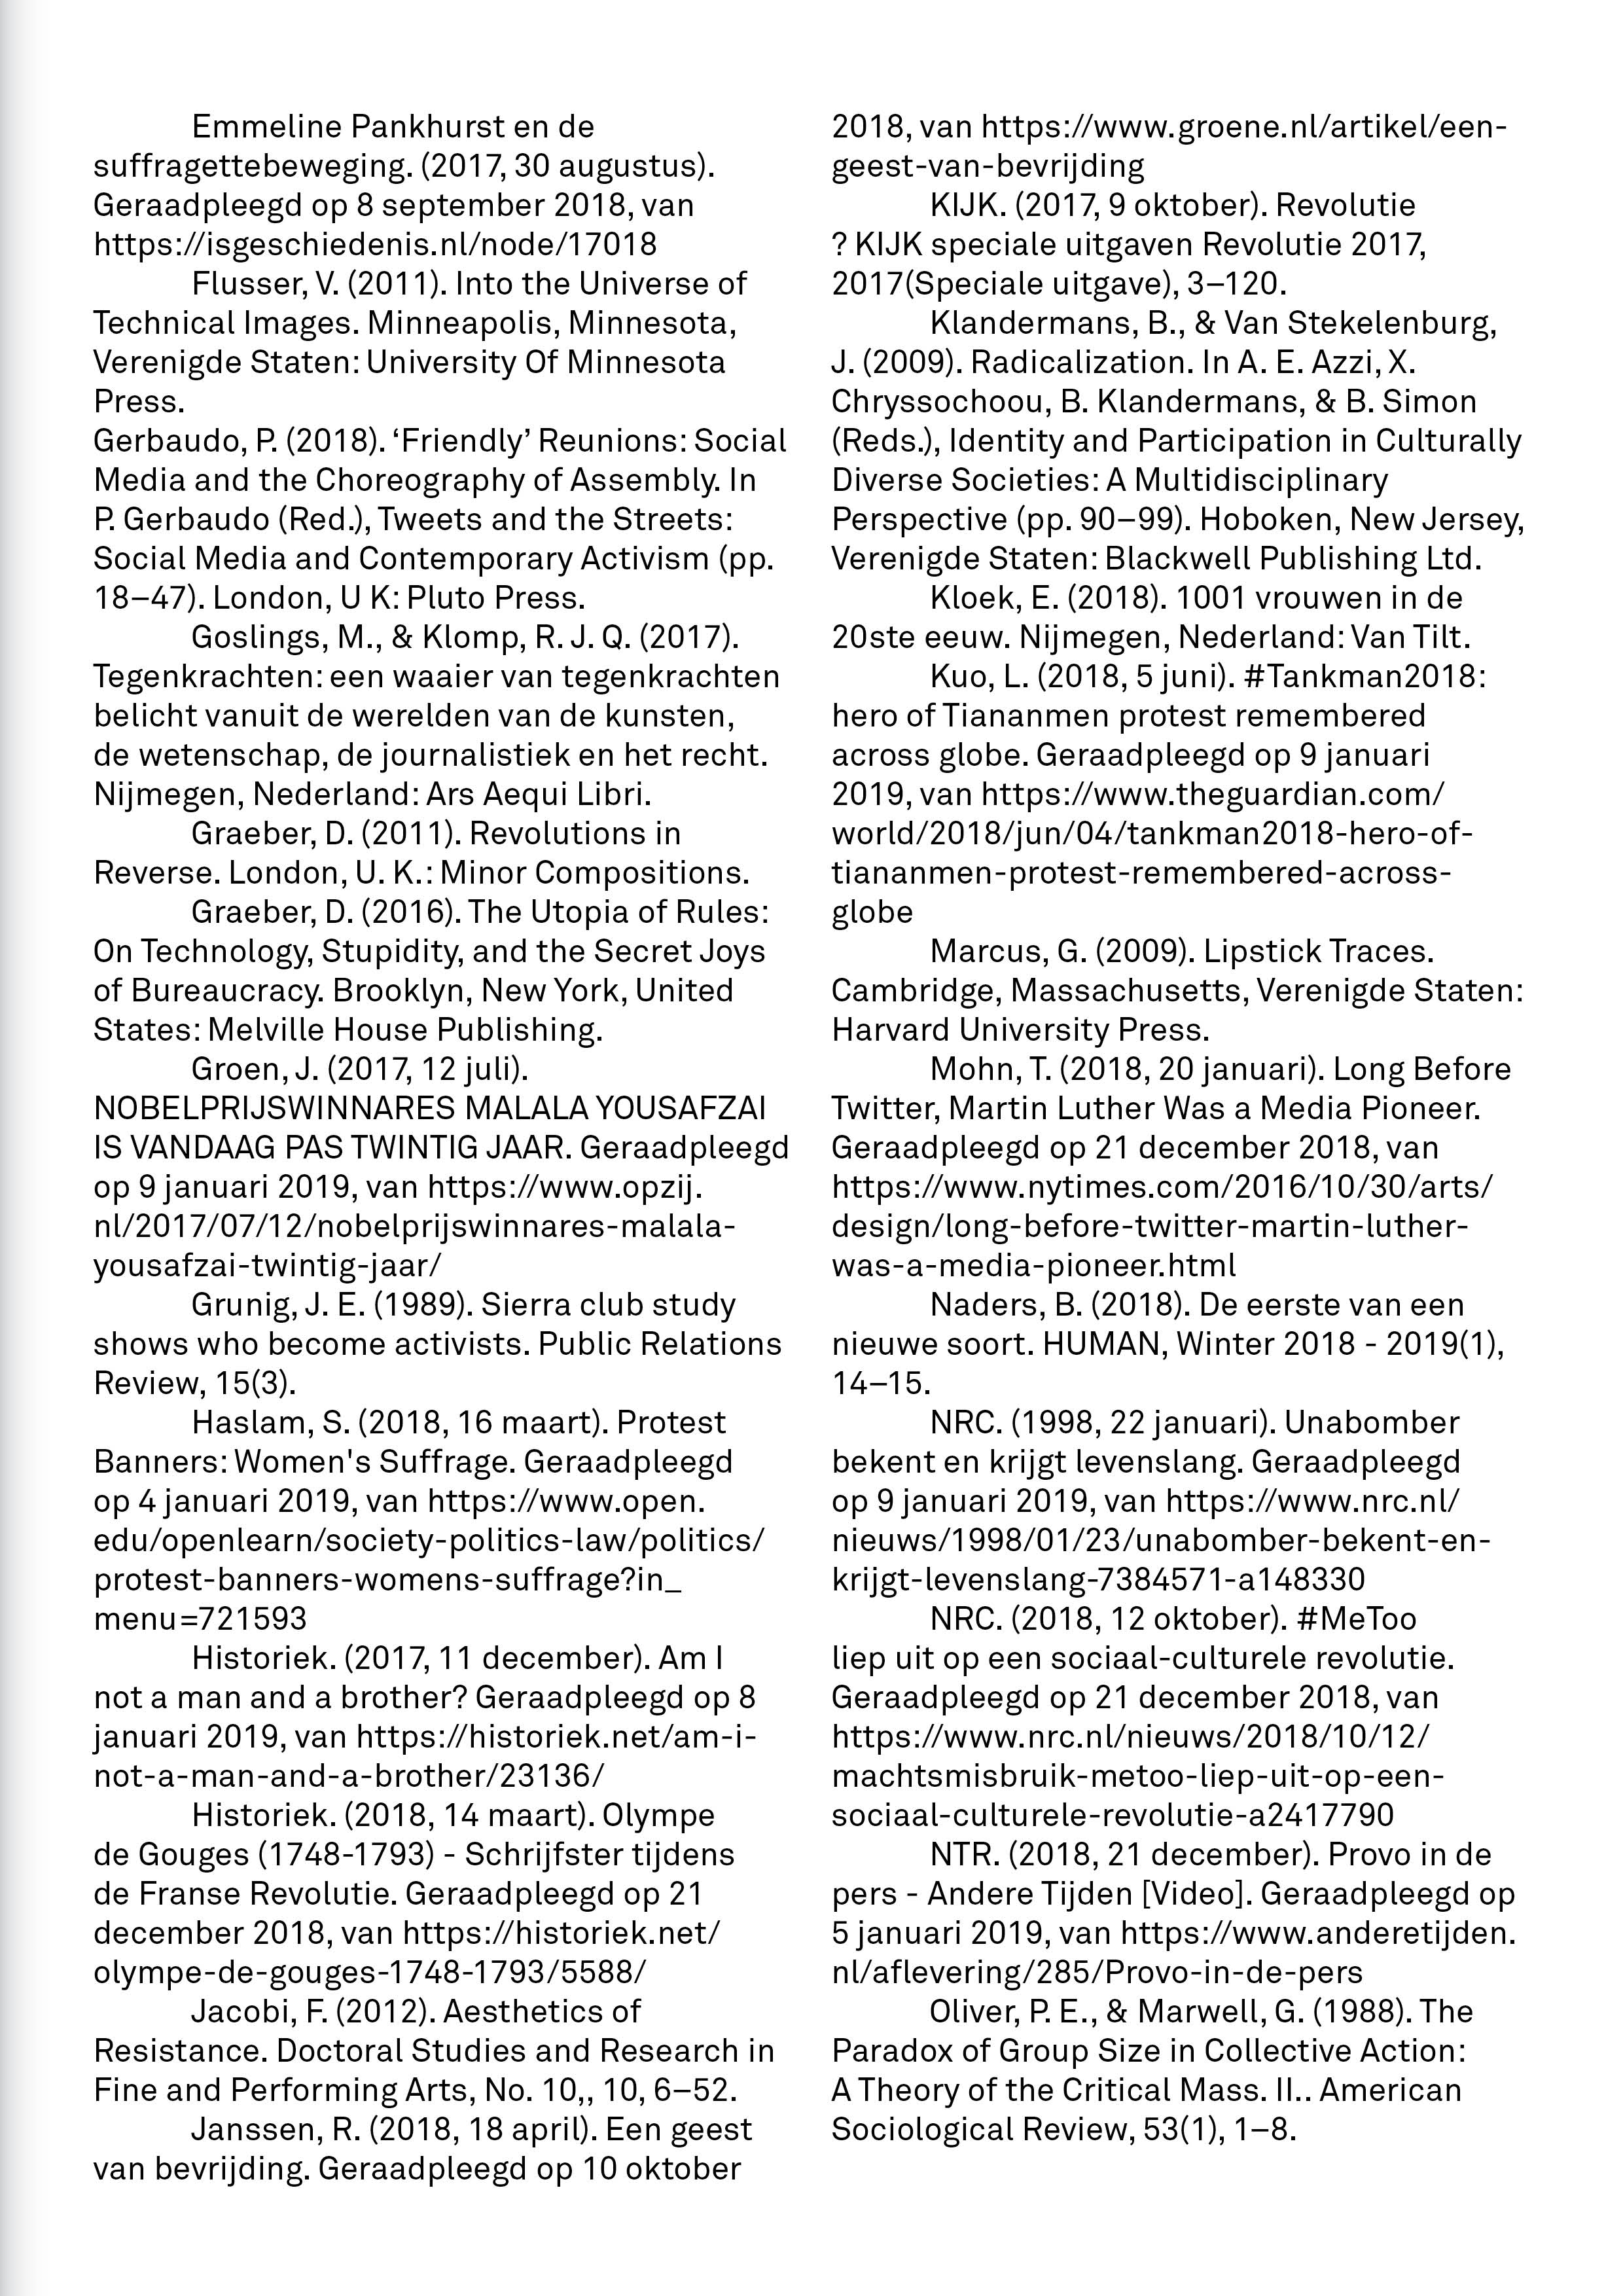 Emmeline Pankhurst en de
suffragettebeweging. (2017, 30 augustus).
Geraadpleegd op 8 september 2018, van
https://isgeschiedenis.nl/node/17018
Flusser, V. (2011). Into the Universe of
Technical Images. Minneapolis, Minnesota,
Verenigde Staten: University Of Minnesota
Press.
Gerbaudo, P. (2018). ‘Friendly’ Reunions: Social
Media and the Choreography of Assembly. In
P. Gerbaudo (Red.), Tweets and the Streets:
Social Media and Contemporary Activism (pp.
18–47). London, U K: Pluto Press.
Goslings, M., & Klomp, R. J. Q. (2017).
Tegenkrachten: een waaier van tegenkrachten
belicht vanuit de werelden van de kunsten,
de wetenschap, de journalistiek en het recht.
Nijmegen, Nederland: Ars Aequi Libri.
Graeber, D. (2011). Revolutions in
Reverse. London, U. K.: Minor Compositions.
Graeber, D. (2016). The Utopia of Rules:
On Technology, Stupidity, and the Secret Joys
of Bureaucracy. Brooklyn, New York, United
States: Melville House Publishing.
Groen, J. (2017, 12 juli).
NOBELPRIJSWINNARES MALALA YOUSAFZAI
IS VANDAAG PAS TWINTIG JAAR. Geraadpleegd
op 9 januari 2019, van https://www.opzij.
nl/2017/07/12/nobelprijswinnares-malala-
yousafzai-twintig-jaar/
Grunig, J. E. (1989). Sierra club study
shows who become activists. Public Relations
Review, 15(3).
Haslam, S. (2018, 16 maart). Protest
Banners: Women's Suffrage. Geraadpleegd
op 4 januari 2019, van https://www.open.
edu/openlearn/society-politics-law/politics/
protest-banners-womens-suffrage?in_
menu=721593
Historiek. (2017, 11 december). Am I
not a man and a brother? Geraadpleegd op 8
januari 2019, van https://historiek.net/am-i-
not-a-man-and-a-brother/23136/
Historiek. (2018, 14 maart). Olympe
de Gouges (1748-1793) - Schrijfster tijdens
de Franse Revolutie. Geraadpleegd op 21
december 2018, van https://historiek.net/
olympe-de-gouges-1748-1793/5588/
Jacobi, F. (2012). Aesthetics of
Resistance. Doctoral Studies and Research in
Fine and Performing Arts, No. 10,, 10, 6–52.
Janssen, R. (2018, 18 april). Een geest
van bevrijding. Geraadpleegd op 10 oktober
2018, van https://www.groene.nl/artikel/een-
geest-van-bevrijding
KIJK. (2017, 9 oktober). Revolutie
? KIJK speciale uitgaven Revolutie 2017,
2017(Speciale uitgave), 3–120.
Klandermans, B., & Van Stekelenburg,
J. (2009). Radicalization. In A. E. Azzi, X.
Chryssochoou, B. Klandermans, & B. Simon
(Reds.), Identity and Participation in Culturally
Diverse Societies: A Multidisciplinary
Perspective (pp. 90–99). Hoboken, New Jersey,
Verenigde Staten: Blackwell Publishing Ltd.
Kloek, E. (2018). 1001 vrouwen in de
20ste eeuw. Nijmegen, Nederland: Van Tilt.
Kuo, L. (2018, 5 juni). #Tankman2018:
hero of Tiananmen protest remembered
across globe. Geraadpleegd op 9 januari
2019, van https://www.theguardian.com/
world/2018/jun/04/tankman2018-hero-of-
tiananmen-protest-remembered-across-
globe
Marcus, G. (2009). Lipstick Traces.
Cambridge, Massachusetts, Verenigde Staten:
Harvard University Press.
Mohn, T. (2018, 20 januari). Long Before
Twitter, Martin Luther Was a Media Pioneer.
Geraadpleegd op 21 december 2018, van
https://www.nytimes.com/2016/10/30/arts/
design/long-before-twitter-martin-luther-
was-a-media-pioneer.html
Naders, B. (2018). De eerste van een
nieuwe soort. HUMAN, Winter 2018 - 2019(1),
14–15.
NRC. (1998, 22 januari). Unabomber
bekent en krijgt levenslang. Geraadpleegd
op 9 januari 2019, van https://www.nrc.nl/
nieuws/1998/01/23/unabomber-bekent-en-
krijgt-levenslang-7384571-a148330
NRC. (2018, 12 oktober). #MeToo
liep uit op een sociaal-culturele revolutie.
Geraadpleegd op 21 december 2018, van
https://www.nrc.nl/nieuws/2018/10/12/
machtsmisbruik-metoo-liep-uit-op-een-
sociaal-culturele-revolutie-a2417790
NTR. (2018, 21 december). Provo in de
pers - Andere Tijden [Video]. Geraadpleegd op
5 januari 2019, van https://www.anderetijden.
nl/aflevering/285/Provo-in-de-pers
Oliver, P. E., & Marwell, G. (1988). The
Paradox of Group Size in Collective Action:
A Theory of the Critical Mass. II.. American
Sociological Review, 53(1), 1–8.